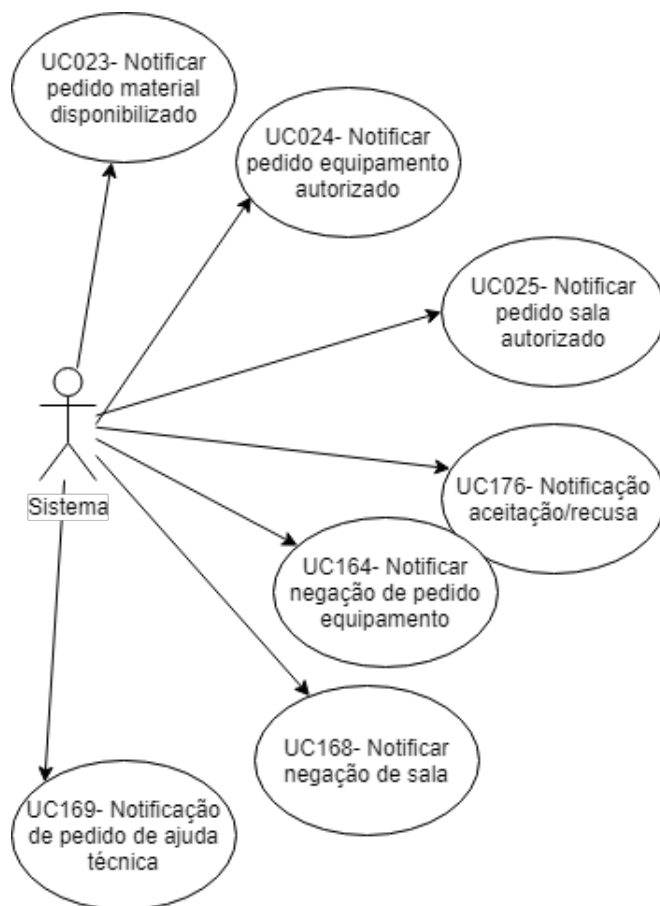 UC023- Notificar
pedido material
disponibilizado
UC024- Notificar
pedido equipamento
autorizado
UC025- Notificar
pedido sala
autorizado
Sistema
UC176- Notificação
aceitação/recusa
UC164- Notificar
negação de pedido
equipamento
UC168- Notificar
negação de sala
UC169- Notificação
de pedido de ajuda
técnica